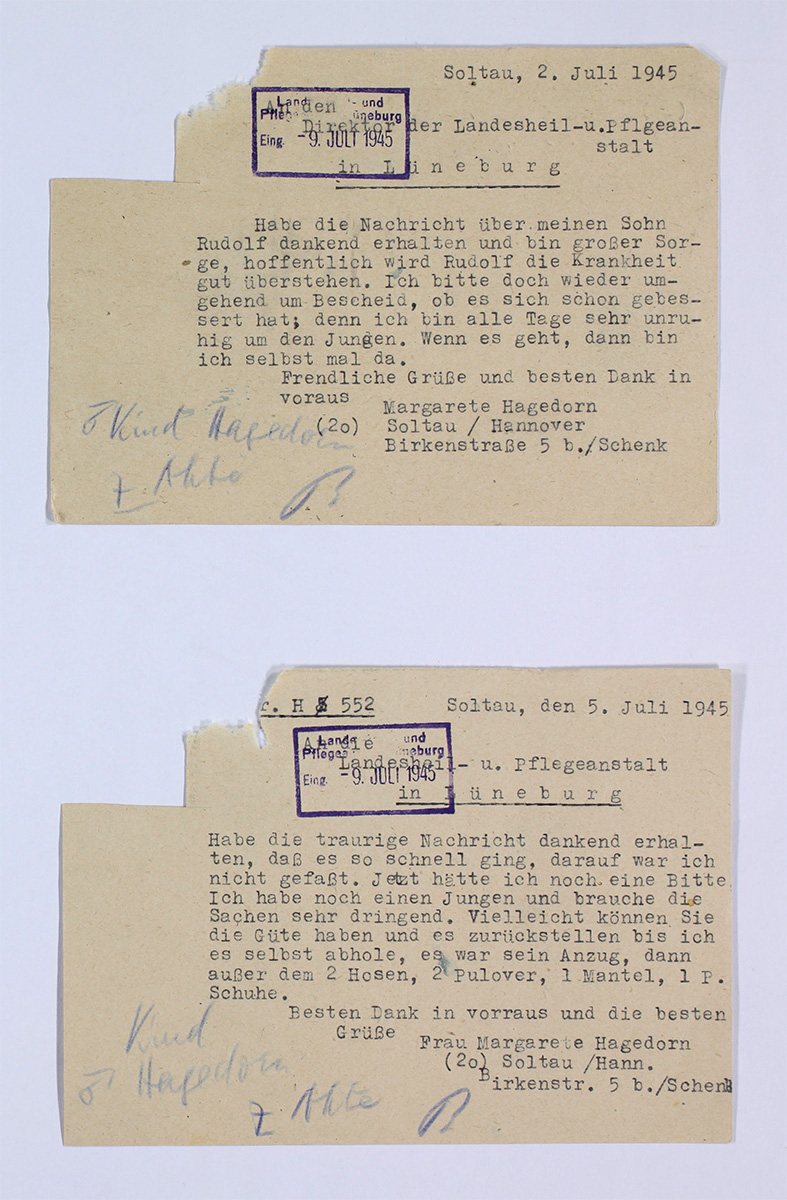 Soltau, 2. Juli 1945
An den
Direktor der Landesheil-u.Pflgean-
stalt
in Lüneburg
Land - und
Pflege üneburg
Eing. -9. JULI 1945
Habe die Nachricht über meinen Sohn
Rudolf dankend erhalten und bin großer Sor-
ge, hoffentlich wird Rudolf die Krankheit
gut überstehen. Ich bitte doch wieder um-
gehend um Bescheid, ob es sich schon gebes-
sert hat; denn ich bin alle Tage sehr unru-
hig um den Jungen. Wenn es geht, dann bin
ich selbst mal da.
Frendliche Grüße und besten Dank in
voraus
Margarete Hagedorn
(2o) Soltau / Hannover
Birkenstraße 5 b./Schenk
Kind Hagedorn
z Akte
r. H 552 Soltau, den 5. Juli 1945
An die
Landesheil- u. Pflegeanstalt
in Lüneburg
Lande und
Pflegea neburg
Eing. -9. JULI 1945
Habe die traurige Nachricht dankend erhal-
ten, daß es so schnell ging, darauf war ich
nicht gefaßt. Jetzt hätte ich noch eine Bitte.
Ich habe noch einen Jungen und brauche die
Sachen sehr dringend. Vielleicht können Sie
die Güte haben und es zurückstellen bis ich
es selbst abhole, es war sein Anzug, dann
außer dem 2 Hosen, 2 Pulover, 1 Mantel, 1 P.
Schuhe.
Besten Dank in vorraus und die besten
Grüße
Frau Margarete Hagedorn
(2o) Soltau /Hann.
Birkenstr. 5 b./Schenk
Kind
Hagedorn
z Akte